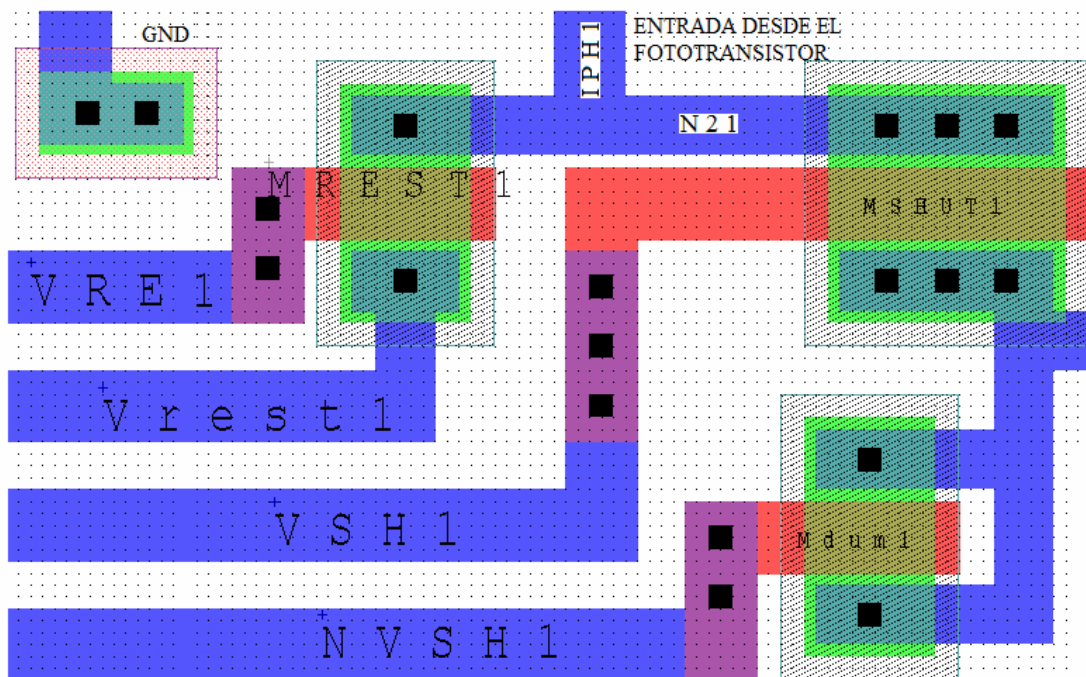 GND
IPH1
ENTRADA DESDE EL
FOTOTRANSISTOR
N21
MREST1
MSHUT1
VRE1
Vrest1
VSH1
Mdum1
NVSH1